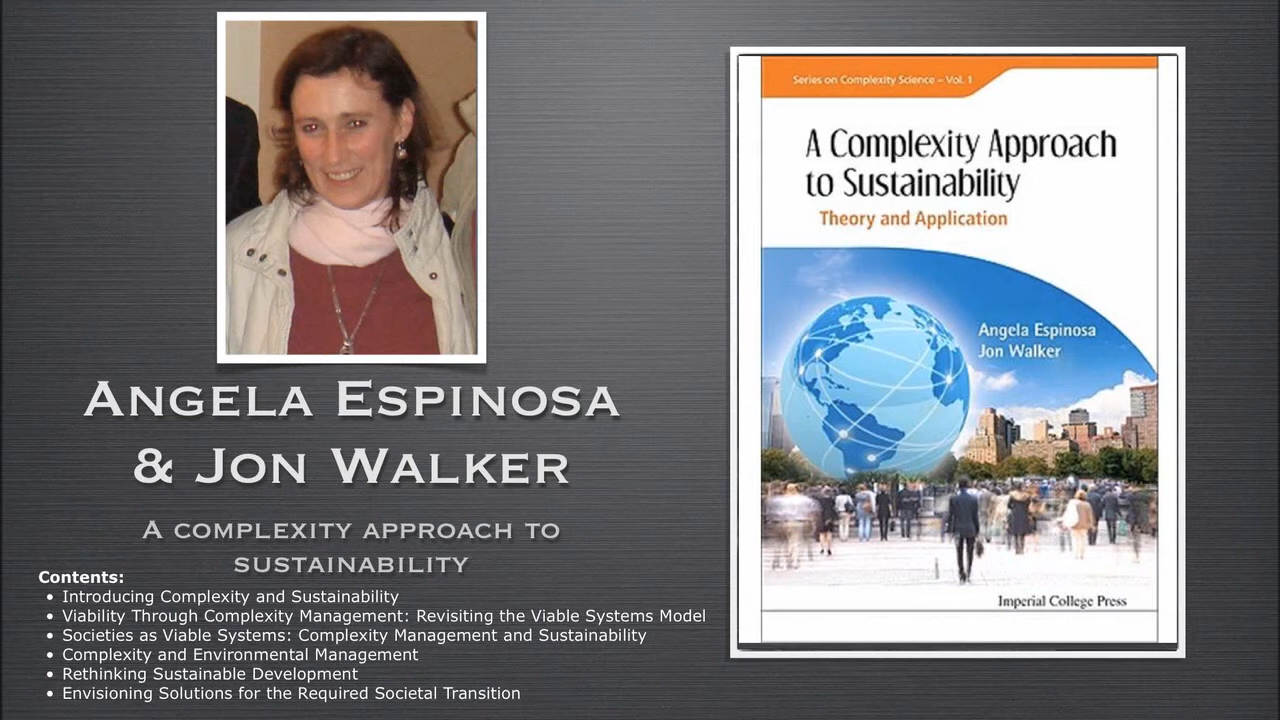 Angela Espinosa
& Jon Walker
A complexity approach to
sustainability
Contents:
• Introducing Complexity and Sustainability
• Viability Through Complexity Management: Revisiting the Viable Systems Model
• Societies as Viable Systems: Complexity Management and Sustainability
• Complexity and Environmental Management
• Rethinking Sustainable Development
• Envisioning Solutions for the Required Societal Transition
Series on Complexity Science – Vol. 1
A Complexity Approach
to Sustainability
Theory and Application
Angela Espinosa
Jon Walker
Imperial College Press